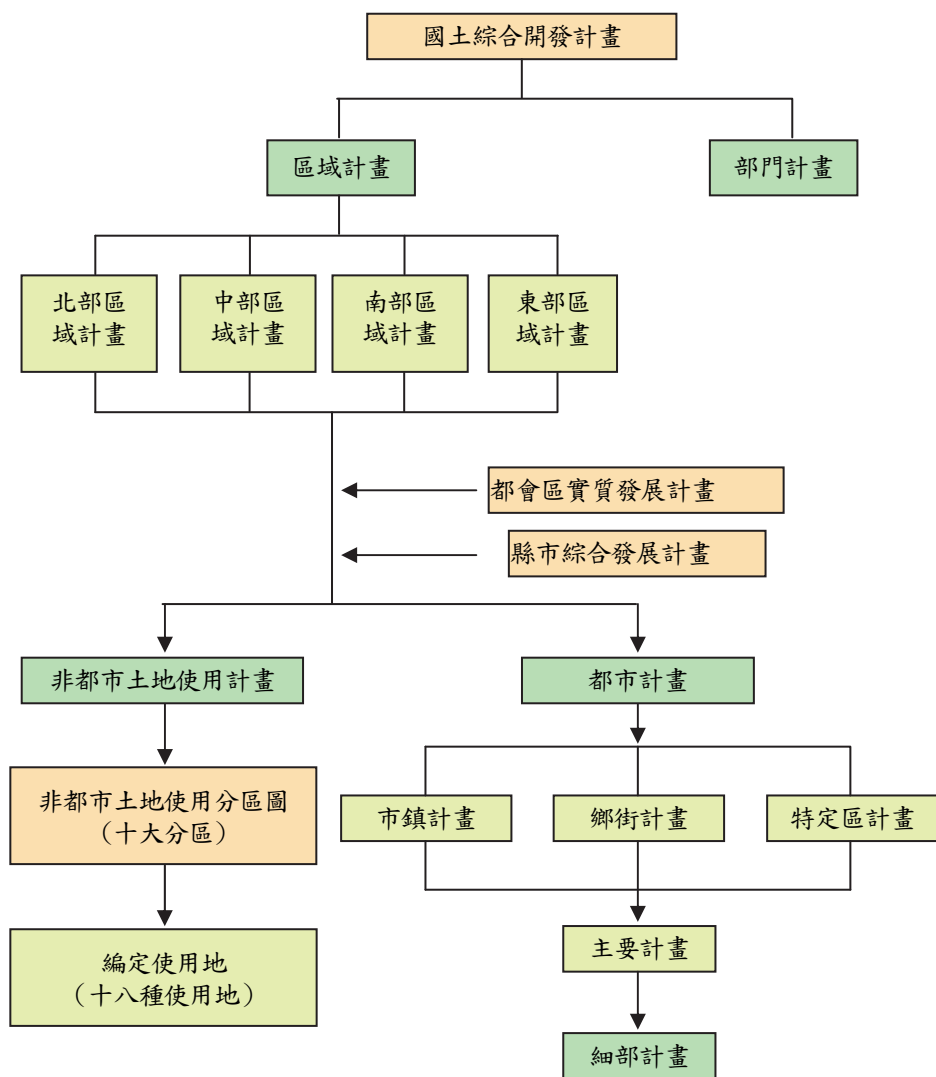 國土綜合開發計畫
區域計畫
部門計畫
北部區
域計畫
中部區
域計畫
南部區
域計畫
東部區
域計畫
都會區實質發展計畫
縣市綜合發展計畫
非都市土地使用計畫
都市計畫
非都市土地使用分區圖
（十大分區）
市鎮計畫
鄉街計畫
特定區計畫
編定使用地
（十八種使用地）
主要計畫
細部計畫